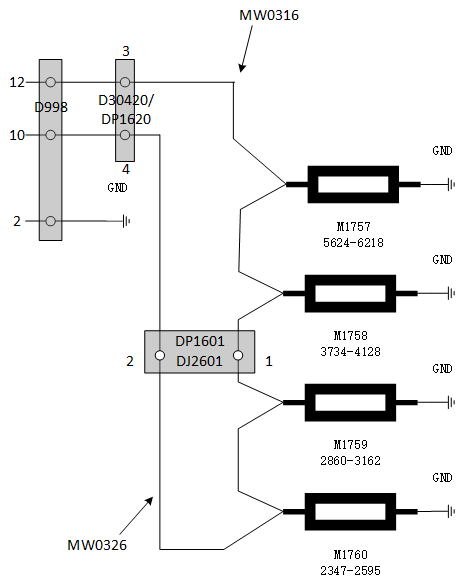 MW0316
3
12
D998
D30420/
DP1620
10
4
GND
2
GND
M1757
5624-6218
GND
M1758
3734-4128
DP1601
DJ2601
2
1
GND
M1759
2860-3162
GND
MW0326
M1760
2347-2595